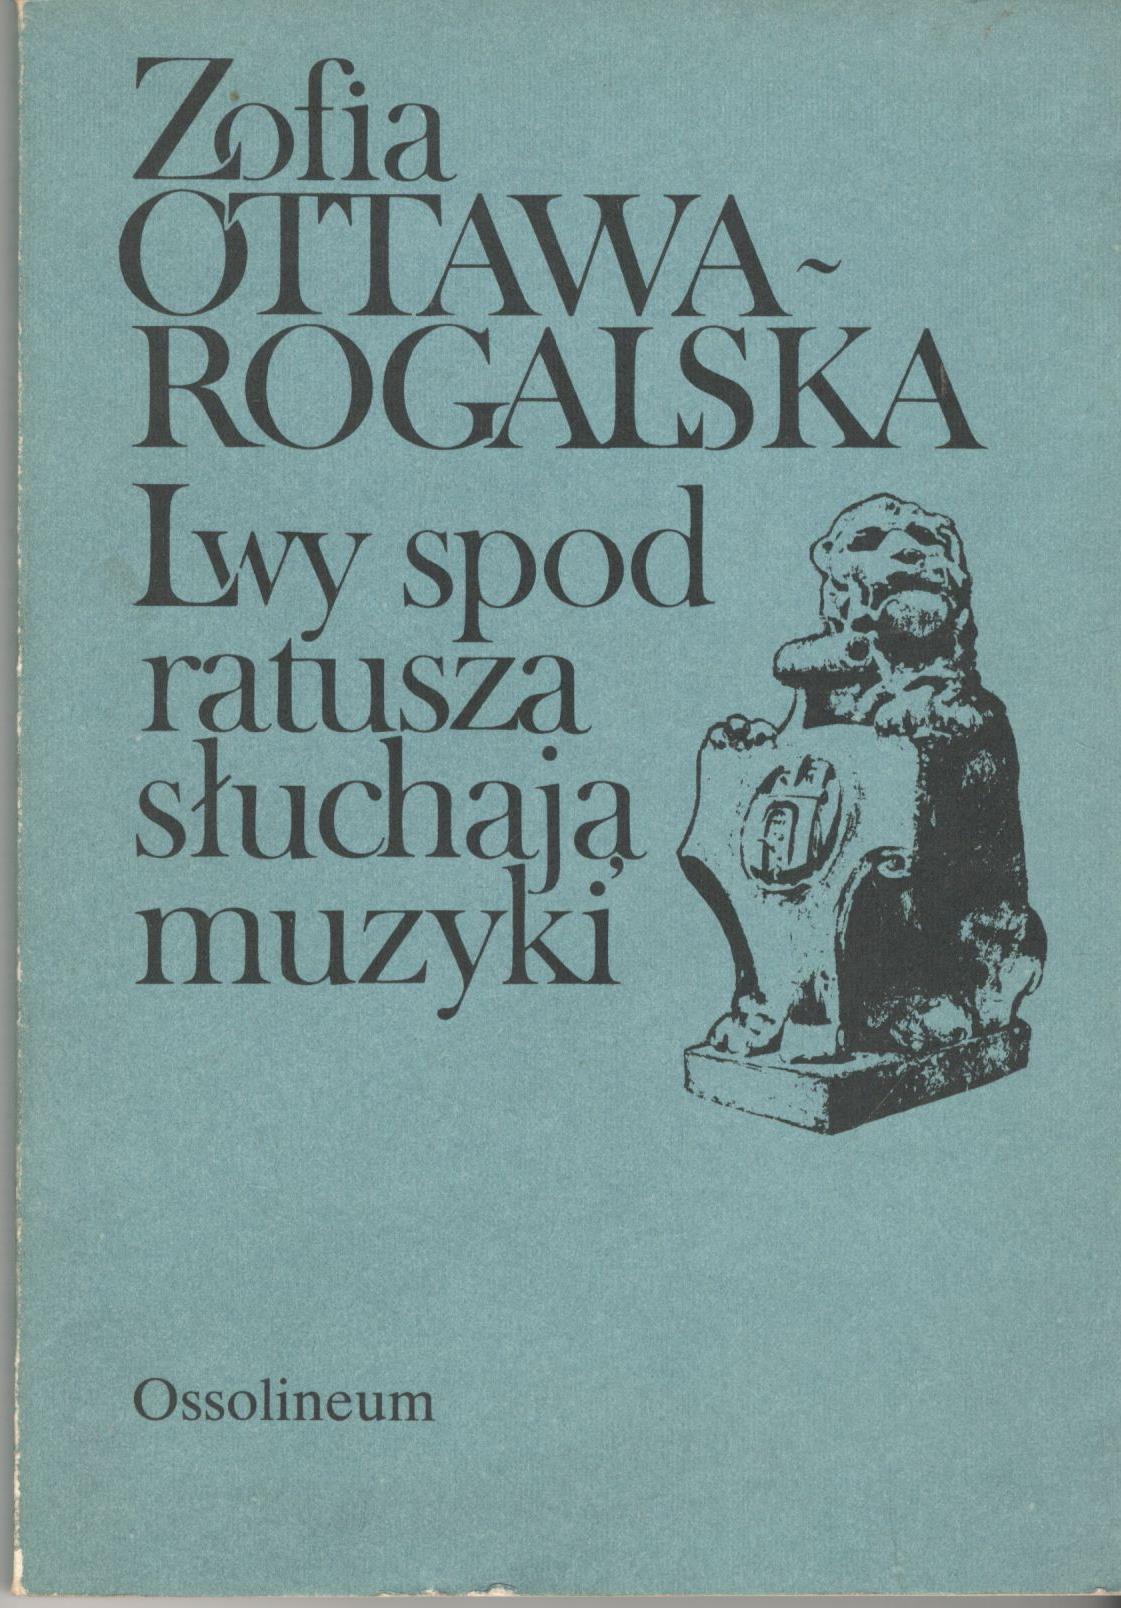 Zofia
OTTAWA-
ROGALSKA
Lwy spod
ratusza
słuchają
muzyki
Ossolineum